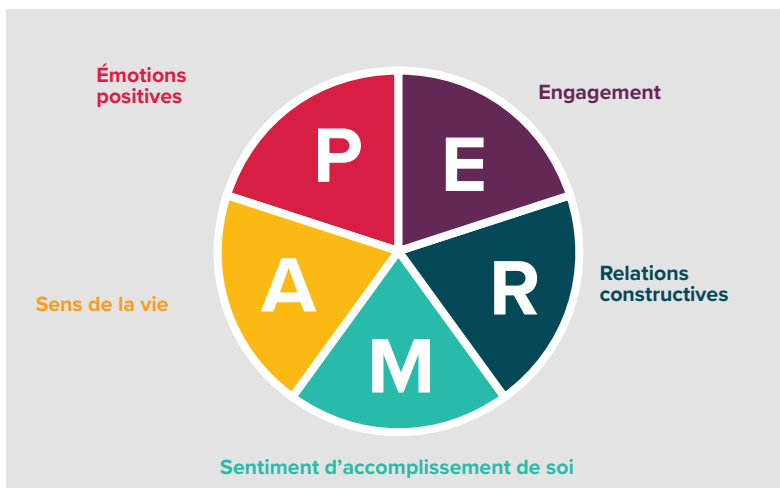 Émotions
positives
Engagement
P
E
A
R
M
Sens de la vie
Relations
constructives
Sentiment d’accomplissement de soi